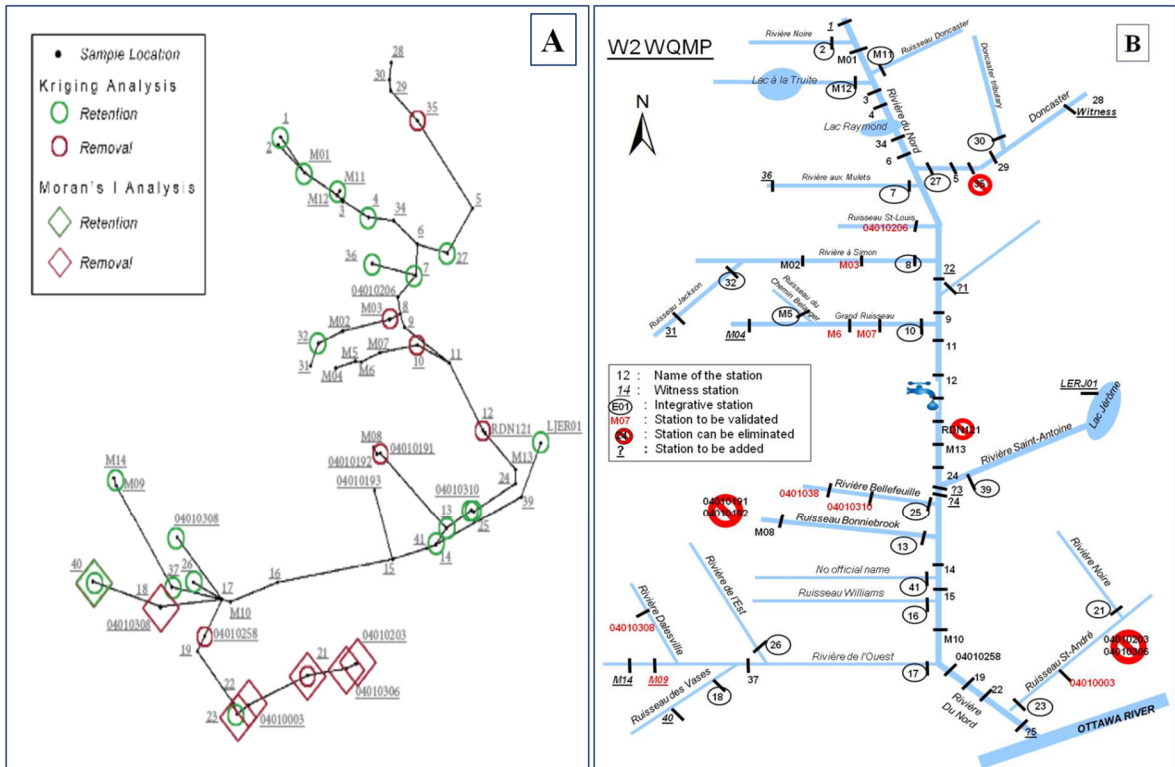 A
Sample Location
Kriging Analysis
Retention
Removal
Moran's I Analysis
Retention
Removal
28
30
29
35
1
2
M01
M11
M12
3
4
34
5
6
27
36
7
04010206
M03
8
9
M02
32
31
M07
10
M5
M6
M04
11
12
RDN121
LJER01
M08
04010191
04010192
M13
04010193
24
04010310
39
M14
M09
13
25
04010308
41
14
15
40
37
26
17
16
18
M10
04010308
04010258
19
21
04010203
22
04010306
23
04010003
B
W2 WQMP
N
1
Rivière Noire
2
M01
M11
Ruisseau Doncaster
Lac à la Truite
M12
3
Rivière du Nord
4
Lac Raymond
34
6
Doncaster tributary
30
Doncaster
28
Witness
29
27
5
35
36
Rivière aux Mulets
7
Ruisseau St-Louis
04010206
Rivière à Simon
M02
M03
8
?2
?1
32
Ruisseau Jackson
31
Ruisseau du
Chemin Belanger
M5
Grand Ruisseau
M04
M6
M07
10
9
11
12
12 : Name of the station
14 : Witness station
E01 : Integrative station
M07 : Station to be validated
24 : Station can be eliminated
? : Station to be added
LERJ01
Lac Jérôme
RDN121
M13
Rivière Saint-Antoine
24
?3
39
?4
Rivière Bellefeuille
0401038
04010310
25
04010191
04010192
Ruisseau Bonniebrook
M08
13
14
No official name
41
15
Ruisseau Williams
16
Rivière Noire
21
04010203
04010306
Rivière Dalesville
04010308
Rivière de l'Est
26
M10
Rivière de l'Ouest
04010258
M14
M09
37
17
19
Ruisseau St-André
04010003
Ruisseau des Vases
18
40
22
23
Rivière
Du Nord
?5
OTTAWA RIVER